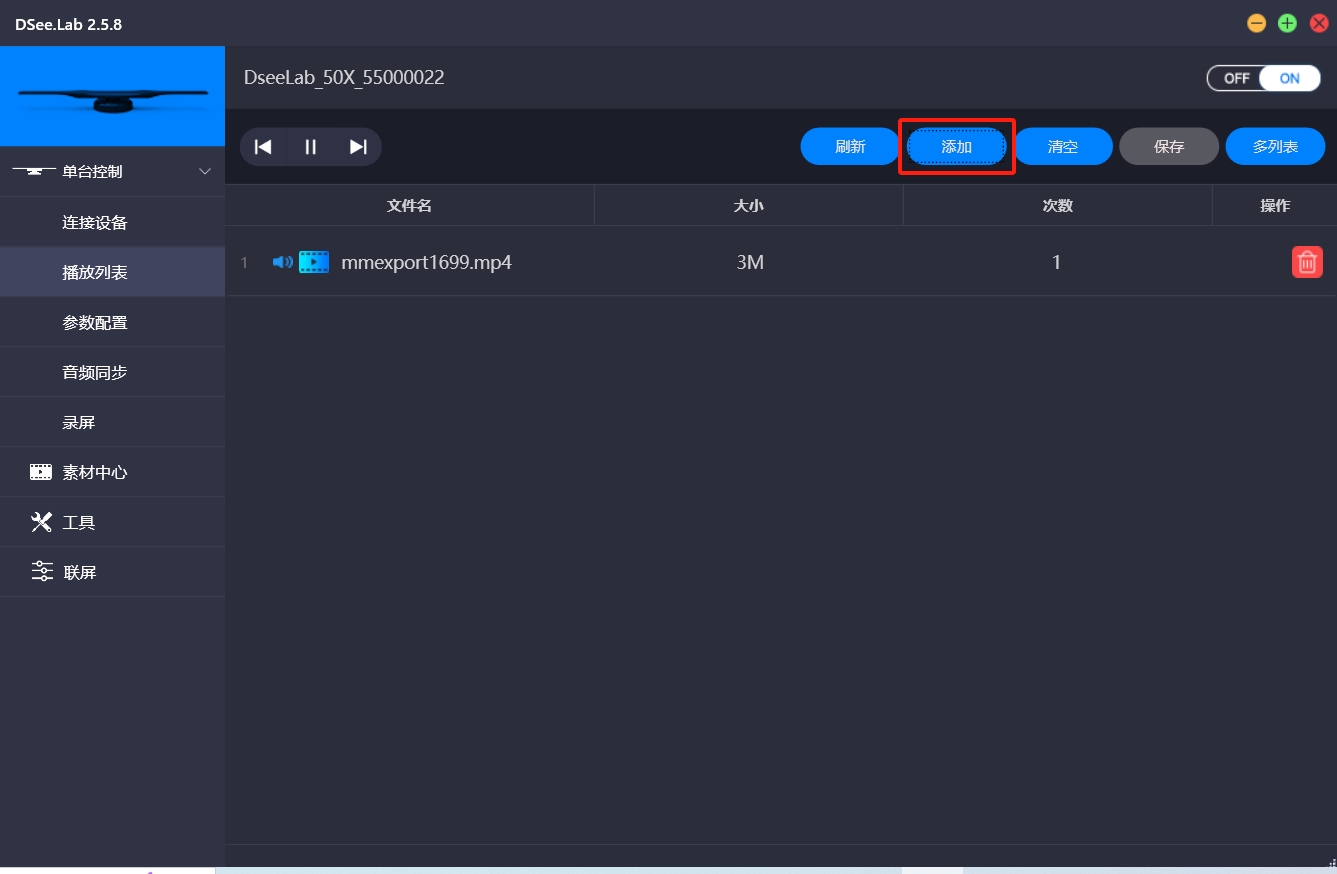 DSee.Lab 2.5.8
DseeLab_50X_55000022
OFF ON
刷新 添加 清空 保存 多列表
单台控制
连接设备
播放列表
参数配置
音频同步
录屏
素材中心
工具
联屏
文件名 大小 次数 操作
1 mmexport1699.mp4 3M 1